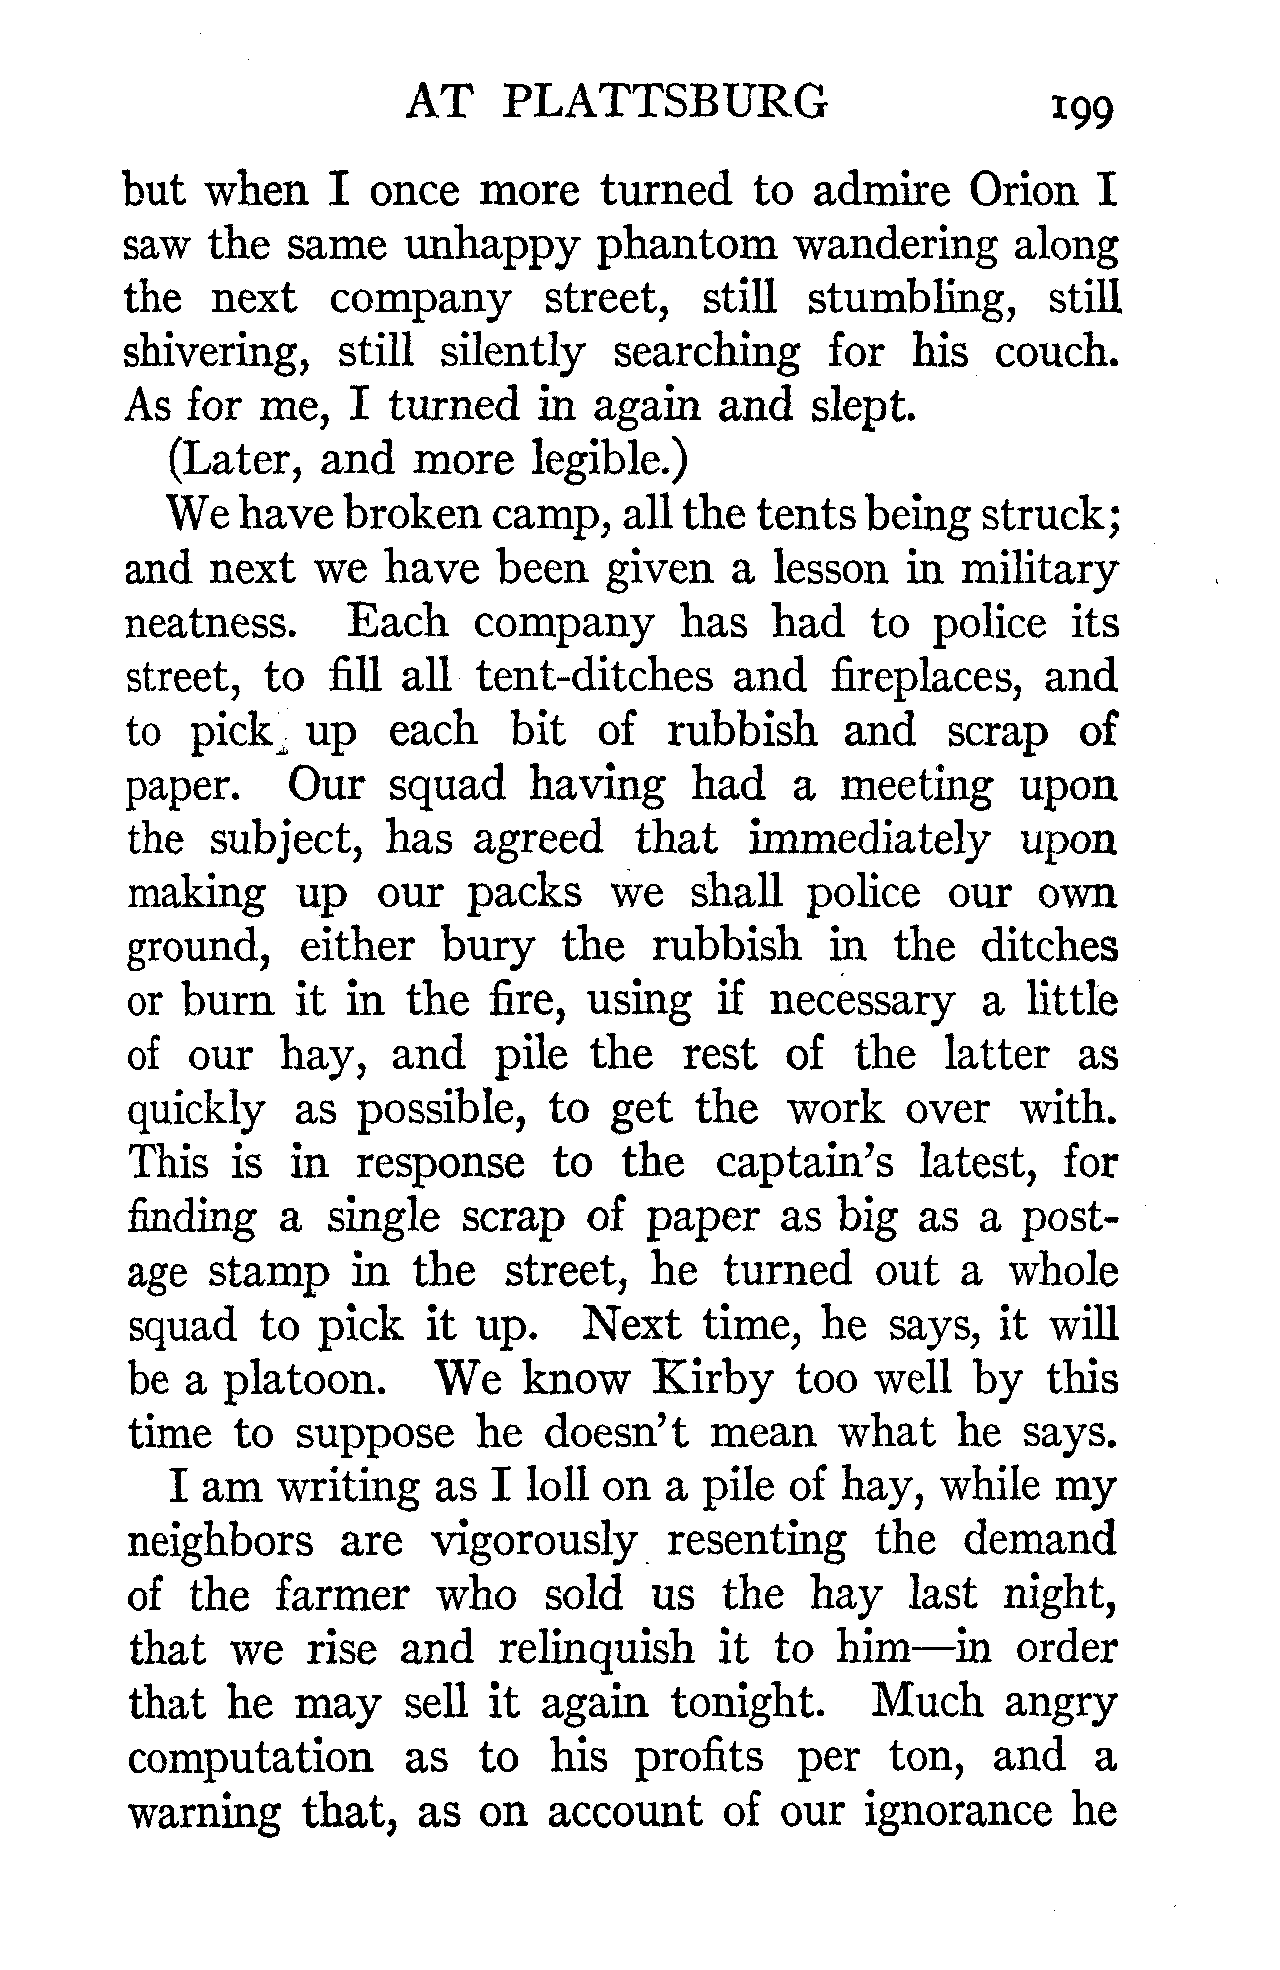 AT PLATTSBURG 199
but when I once more turned to admire Orion I
saw the same unhappy phantom wandering along
the next company street, still stumbling, still
shivering, still silently searching for his couch.
As for me, I turned in again and slept.
(Later, and more legible.)
We have broken camp, all the tents being struck;
and next we have been given a lesson in military
neatness. Each company has had to police its
street, to fill all tent-ditches and fireplaces, and
to pick up each bit of rubbish and scrap of
paper. Our squad having had a meeting upon
the subject, has agreed that immediately upon
making up our packs we shall police our own
ground, either bury the rubbish in the ditches
or burn it in the fire, using if necessary a little
of our hay, and pile the rest of the latter as
quickly as possible, to get the work over with.
This is in response to the captain's latest, for
finding a single scrap of paper as big as a post-
age stamp in the street, he turned out a whole
squad to pick it up. Next time, he says, it will
be a platoon. We know Kirby too well by this
time to suppose he doesn't mean what he says.
I am writing as I loll on a pile of hay, while my
neighbors are vigorously resenting the demand
of the farmer who sold us the hay last night,
that we rise and relinquish it to him—in order
that he may sell it again tonight. Much angry
computation as to his profits per ton, and a
warning that, as on account of our ignorance he